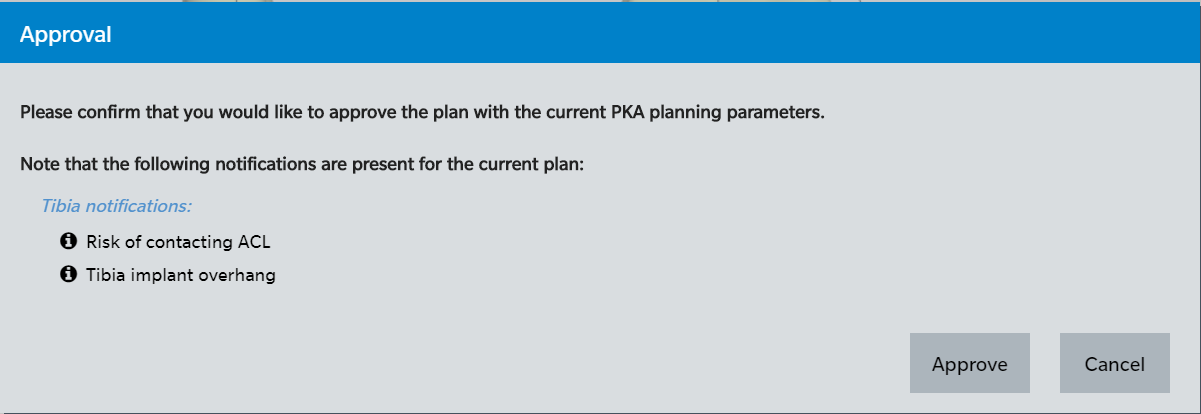 Approval
Please confirm that you would like to approve the plan with the current PKA planning parameters.
Note that the following notifications are present for the current plan:
Tibia notifications:
Risk of contacting ACL
Tibia implant overhang
Approve Cancel